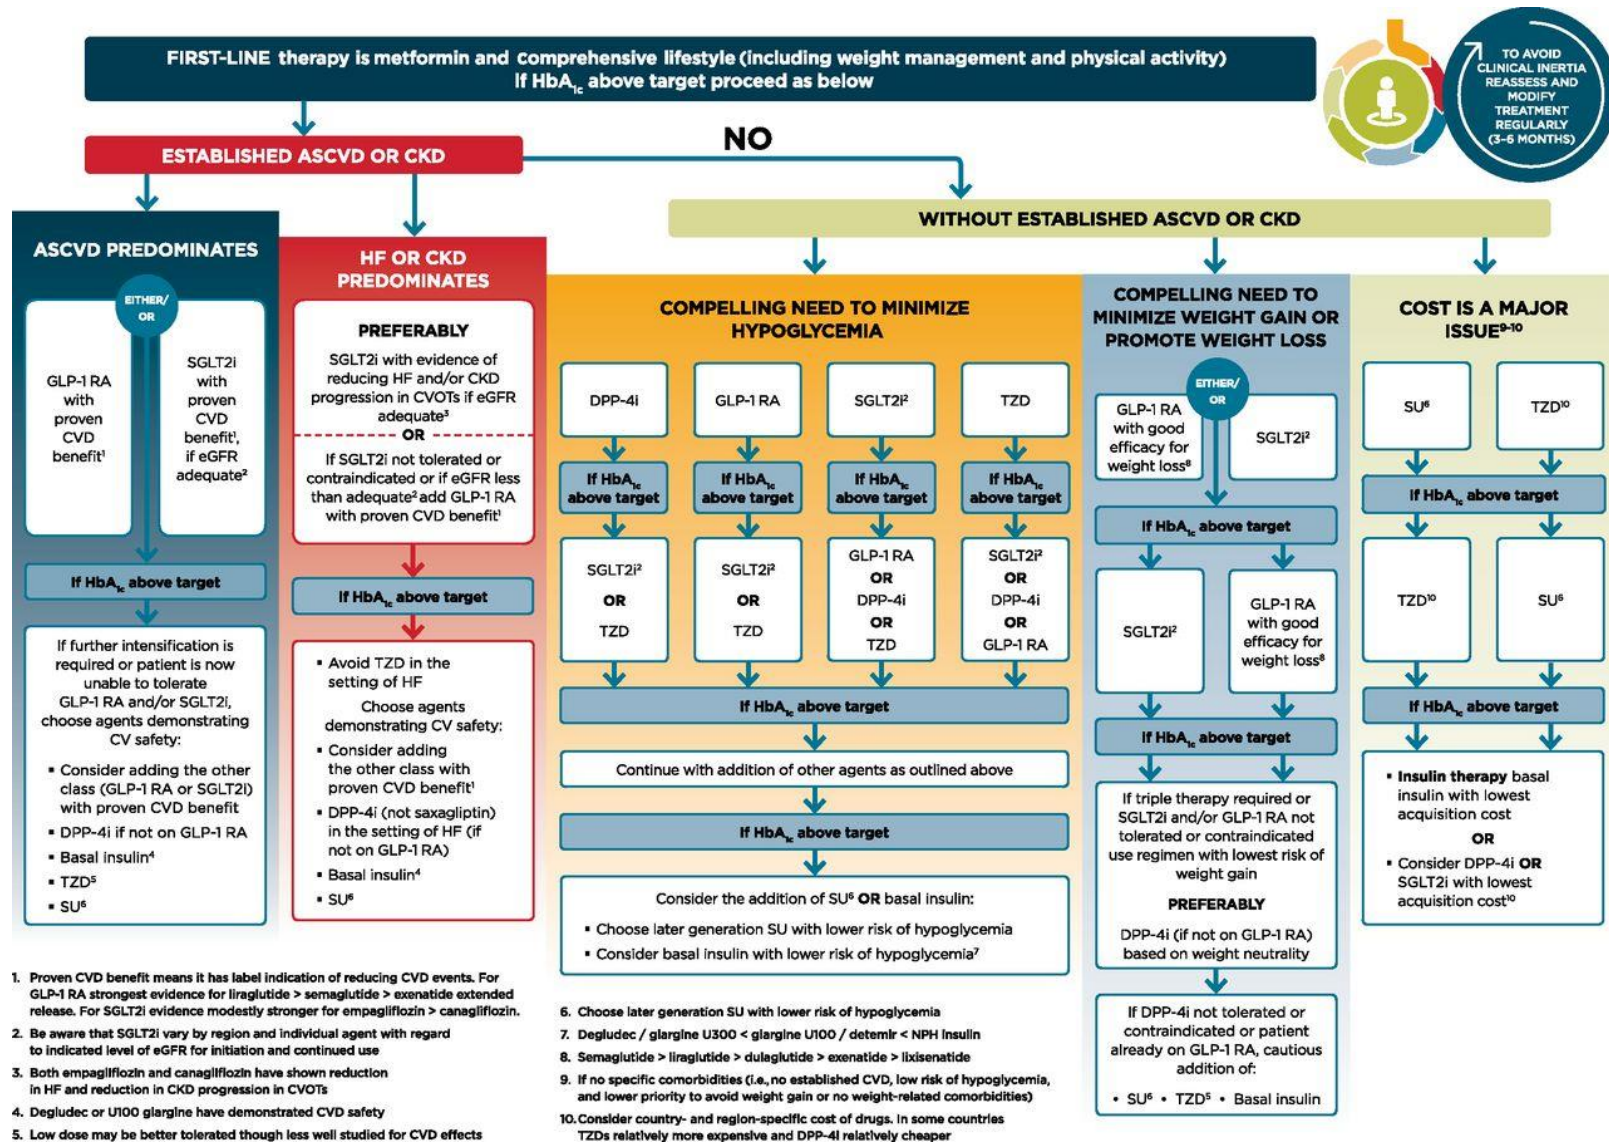 FIRST-LINE therapy is metformin and comprehensive lifestyle (including weight management and physical activity)
If HbA1c above target proceed as below
TO AVOID
CLINICAL INERTIA
REASSESS AND
MODIFY
TREATMENT
REGULARLY
(3-6 MONTHS)
ESTABLISHED ASCVD OR CKD
NO
WITHOUT ESTABLISHED ASCVD OR CKD
ASCVD PREDOMINATES
EITHER/
OR
GLP-1 RA
with
proven
CVD
benefit¹
SGLT2i
with
proven
CVD
benefit¹,
if eGFR
adequate²
If HbA1c above target
If further intensification is
required or patient is now
unable to tolerate
GLP-1 RA and/or SGLT2i,
choose agents demonstrating
CV safety:
▪ Consider adding the other
class (GLP-1 RA or SGLT2i)
with proven CVD benefit
▪ DPP-4i if not on GLP-1 RA
▪ Basal insulin⁴
▪ TZD⁵
▪ SU⁶
HF OR CKD
PREDOMINATES
PREFERABLY
SGLT2i with evidence of
reducing HF and/or CKD
progression in CVOTs if eGFR
adequate³
OR
If SGLT2i not tolerated or
contraindicated or if eGFR less
than adequate² add GLP-1 RA
with proven CVD benefit¹
If HbA1c above target
▪ Avoid TZD in the
setting of HF
Choose agents
demonstrating CV safety:
▪ Consider adding
the other class with
proven CVD benefit¹
▪ DPP-4i (not saxagliptin)
in the setting of HF (if
not on GLP-1 RA)
▪ Basal insulin⁴
▪ SU⁶
COMPELLING NEED TO MINIMIZE
HYPOGLYCEMIA
DPP-4i
GLP-1 RA
SGLT2i²
TZD
If HbA1c
above target
If HbA1c
above target
If HbA1c
above target
If HbA1c
above target
SGLT2i²
OR
TZD
SGLT2i²
OR
TZD
GLP-1 RA
OR
DPP-4i
OR
TZD
SGLT2i²
OR
DPP-4i
OR
GLP-1 RA
If HbA1c above target
Continue with addition of other agents as outlined above
If HbA1c above target
Consider the addition of SU⁶ OR basal insulin:
▪ Choose later generation SU with lower risk of hypoglycemia
▪ Consider basal insulin with lower risk of hypoglycemia⁷
COMPELLING NEED TO
MINIMIZE WEIGHT GAIN OR
PROMOTE WEIGHT LOSS
EITHER/
OR
GLP-1 RA
with good
efficacy for
weight loss⁸
SGLT2i²
If HbA1c above target
SGLT2i²
GLP-1 RA
with good
efficacy for
weight loss⁸
If HbA1c above target
If triple therapy required or
SGLT2i and/or GLP-1 RA not
tolerated or contraindicated
use regimen with lowest risk of
weight gain
PREFERABLY
DPP-4i (if not on GLP-1 RA)
based on weight neutrality
If DPP-4i not tolerated or
contraindicated or patient
already on GLP-1 RA, cautious
addition of:
• SU⁶ • TZD⁵ • Basal insulin
COST IS A MAJOR
ISSUE⁹⁻¹⁰
SU⁶
TZD¹⁰
If HbA1c above target
TZD¹⁰
SU⁶
If HbA1c above target
▪ Insulin therapy basal
insulin with lowest
acquisition cost
OR
▪ Consider DPP-4i OR
SGLT2i with lowest
acquisition cost¹⁰
1. Proven CVD benefit means it has label indication of reducing CVD events. For
GLP-1 RA strongest evidence for liraglutide > semaglutide > exenatide extended
release. For SGLT2i evidence modestly stronger for empagliflozin > canagliflozin.
2. Be aware that SGLT2i vary by region and individual agent with regard
to indicated level of eGFR for initiation and continued use
3. Both empagliflozin and canagliflozin have shown reduction
in HF and reduction in CKD progression in CVOTs
4. Degludec or U100 glargine have demonstrated CVD safety
5. Low dose may be better tolerated though less well studied for CVD effects
6. Choose later generation SU with lower risk of hypoglycemia
7. Degludec / glargine U300 < glargine U100 / detemir < NPH insulin
8. Semaglutide > liraglutide > dulaglutide > exenatide > lixisenatide
9. If no specific comorbidities (i.e., no established CVD, low risk of hypoglycemia,
and lower priority to avoid weight gain or no weight-related comorbidities)
10. Consider country- and region-specific cost of drugs. In some countries
TZDs relatively more expensive and DPP-4i relatively cheaper